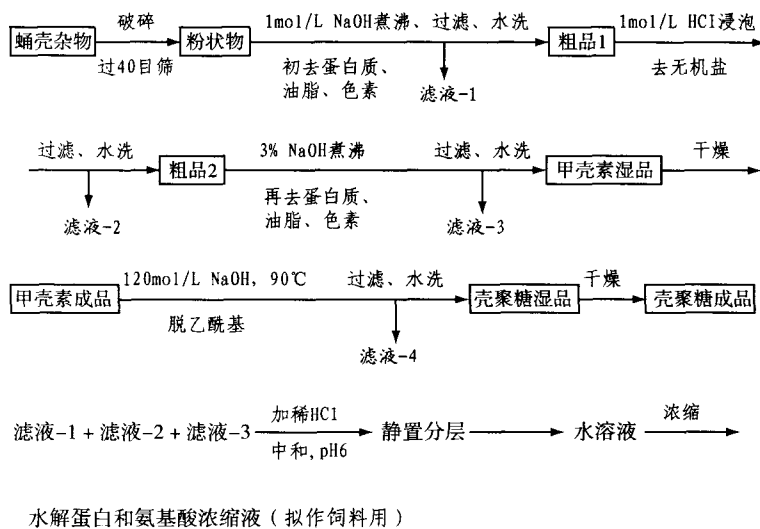 蛹壳杂物 破碎 过40目筛 粉状物 1mol/L NaOH煮沸、过滤、水洗 初去蛋白质、油脂、色素 滤液-1 粗品1 1mol/L HCl浸泡 去无机盐
过滤、水洗 滤液-2 粗品2 3% NaOH煮沸 再去蛋白质、油脂、色素 过滤、水洗 滤液-3 甲壳素湿品 干燥
甲壳素成品 120mol/L NaOH, 90℃ 脱乙酰基 过滤、水洗 滤液-4 壳聚糖湿品 干燥 壳聚糖成品
滤液-1+滤液-2+滤液-3 加稀HCl 中和,pH6 静置分层 水溶液 浓缩
水解蛋白和氨基酸浓缩液(拟作饲料用)